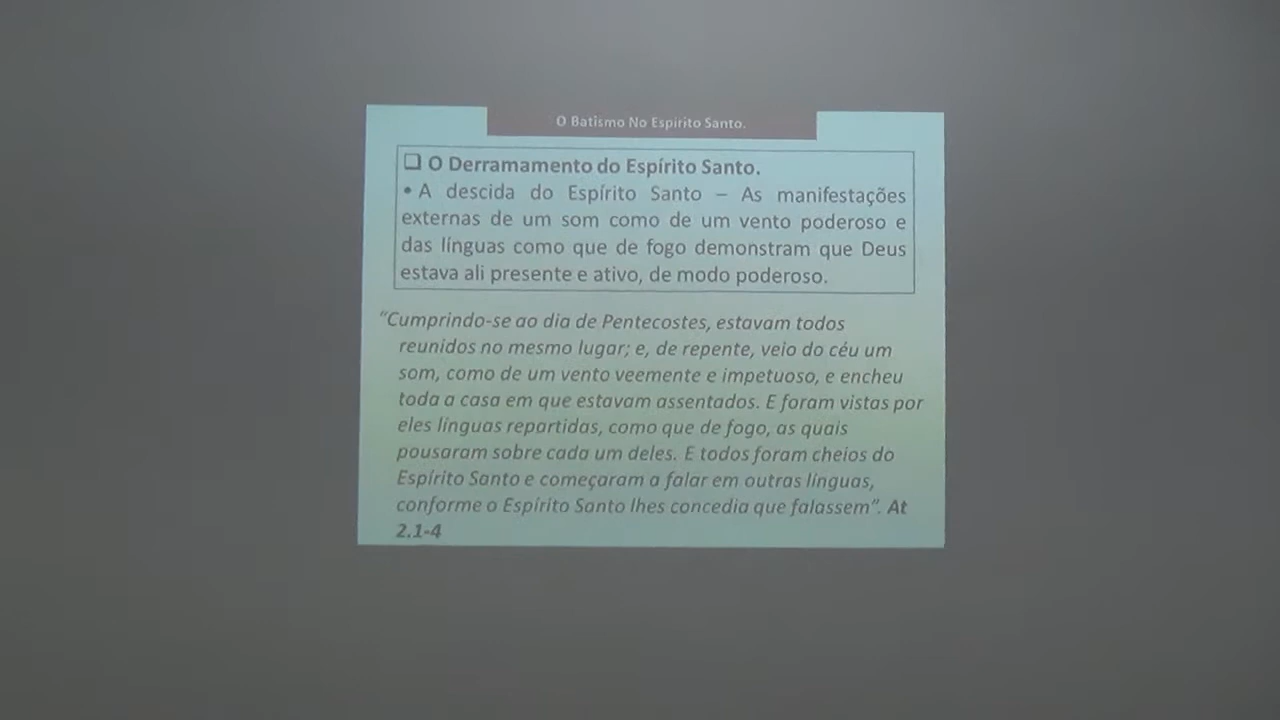 O Batismo No Espírito Santo.
❑ O Derramamento do Espírito Santo.
• A descida do Espírito Santo – As manifestações
externas de um som como de um vento poderoso e
das línguas como que de fogo demonstram que Deus
estava ali presente e ativo, de modo poderoso.
“Cumprindo-se ao dia de Pentecostes, estavam todos
reunidos no mesmo lugar; e, de repente, veio do céu um
som, como de um vento veemente e impetuoso, e encheu
toda a casa em que estavam assentados. E foram vistas por
eles línguas repartidas, como que de fogo, as quais
pousaram sobre cada um deles. E todos foram cheios do
Espírito Santo e começaram a falar em outras línguas,
conforme o Espírito Santo lhes concedia que falassem”. At
2.1-4